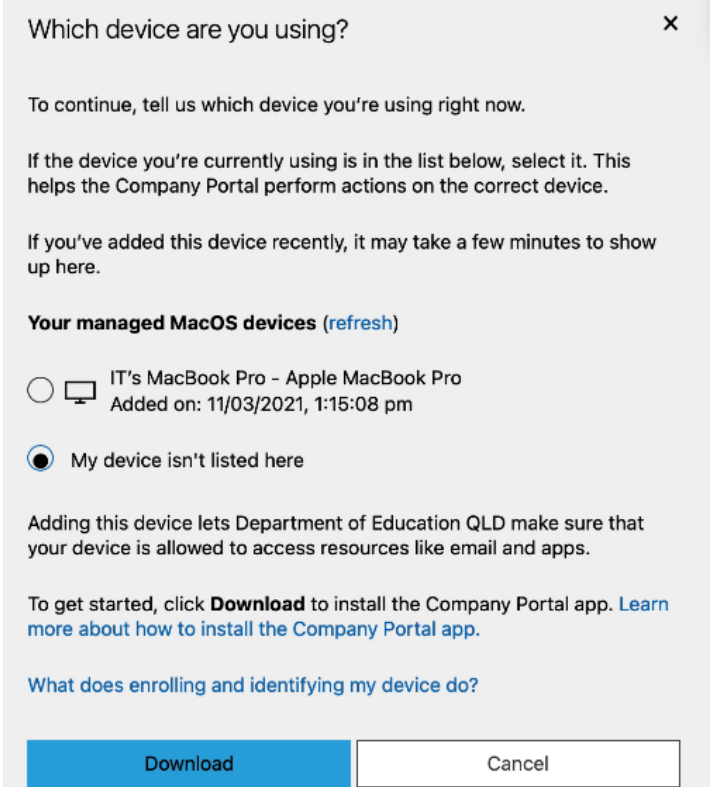 Which device are you using?
To continue, tell us which device you're using right now.
If the device you're currently using is in the list below, select it. This
helps the Company Portal perform actions on the correct device.
If you've added this device recently, it may take a few minutes to show
up here.
Your managed MacOS devices (refresh)
IT's MacBook Pro - Apple MacBook Pro
Added on: 11/03/2021, 1:15:08 pm
My device isn't listed here
Adding this device lets Department of Education QLD make sure that
your device is allowed to access resources like email and apps.
To get started, click Download to install the Company Portal app. Learn
more about how to install the Company Portal app.
What does enrolling and identifying my device do?
Download
Cancel